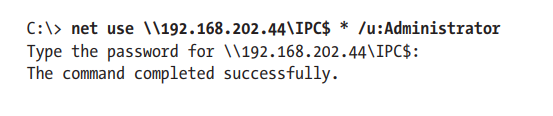 C:\> net use \\192.168.202.44\IPC$ * /u:Administrator
Type the password for \\192.168.202.44\IPC$:
The command completed successfully.